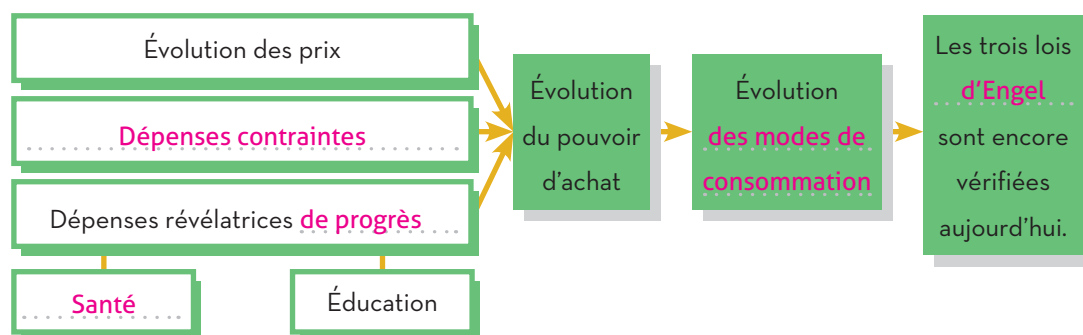 Évolution des prix
Dépenses contraintes
Dépenses révélatrices de progrès
Santé
Éducation
Évolution
du pouvoir
d'achat
Évolution
des modes de
consommation
Les trois lois
d'Engel
sont encore
vérifiées
aujourd'hui.